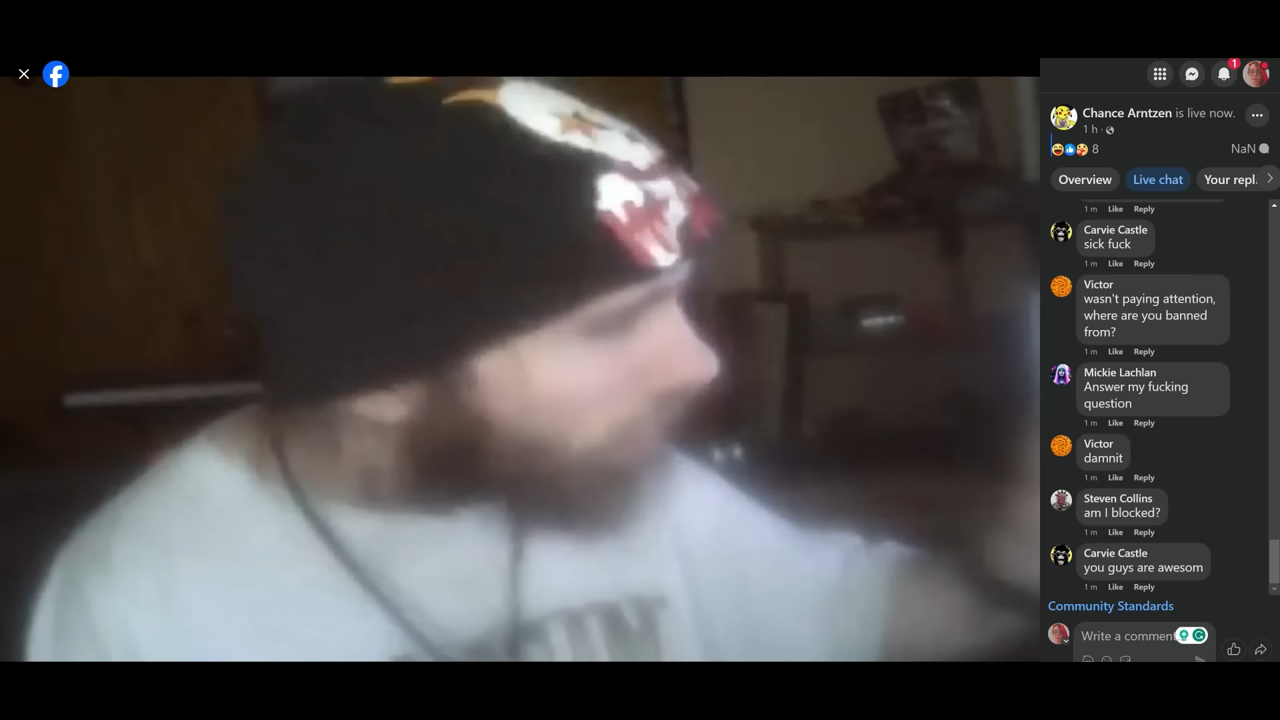 1
Chance Arntzen is live now.
1 h
8
NaN
Overview
Live chat
Your repl
1 m Like Reply
Carvie Castle
sick fuck
1 m Like Reply
Victor
wasn't paying attention,
where are you banned
from?
1 m Like Reply
Mickie Lachlan
Answer my fucking
question
1 m Like Reply
Victor
damnit
1 m Like Reply
Steven Collins
am I blocked?
1 m Like Reply
Carvie Castle
you guys are awesom
1 m Like Reply
Community Standards
Write a comment